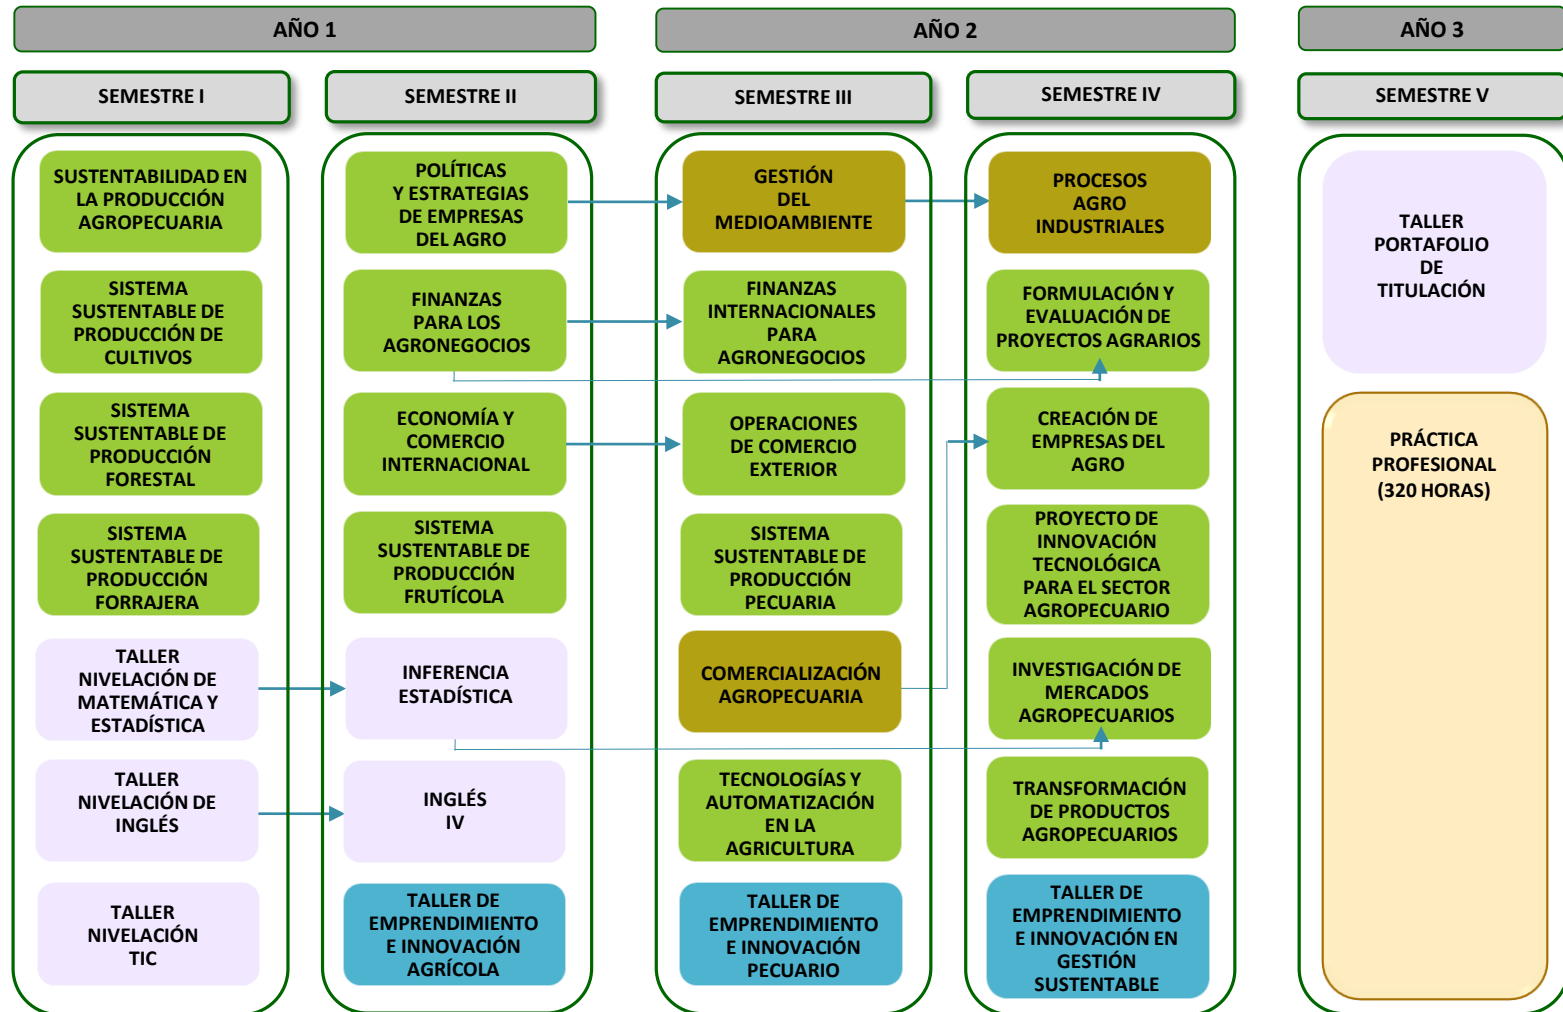 AÑO 1
AÑO 2
AÑO 3
SEMESTRE I
SEMESTRE II
SEMESTRE III
SEMESTRE IV
SEMESTRE V
SUSTENTABILIDAD EN
LA PRODUCCIÓN
AGROPECUARIA
SISTEMA
SUSTENTABLE DE
PRODUCCIÓN DE
CULTIVOS
SISTEMA
SUSTENTABLE DE
PRODUCCIÓN
FORESTAL
SISTEMA
SUSTENTABLE DE
PRODUCCIÓN
FORRAJERA
TALLER
NIVELACIÓN DE
MATEMÁTICA Y
ESTADÍSTICA
TALLER
NIVELACIÓN DE
INGLÉS
TALLER
NIVELACIÓN
TIC
POLÍTICAS
Y ESTRATEGIAS
DE EMPRESAS
DEL AGRO
FINANZAS
PARA LOS
AGRONEGOCIOS
ECONOMÍA Y
COMERCIO
INTERNACIONAL
SISTEMA
SUSTENTABLE DE
PRODUCCIÓN
FRUTÍCOLA
INFERENCIA
ESTADÍSTICA
INGLÉS
IV
TALLER DE
EMPRENDIMIENTO
E INNOVACIÓN
AGRÍCOLA
GESTIÓN
DEL
MEDIOAMBIENTE
FINANZAS
INTERNACIONALES
PARA
AGRONEGOCIOS
OPERACIONES
DE COMERCIO
EXTERIOR
SISTEMA
SUSTENTABLE DE
PRODUCCIÓN
PECUARIA
COMERCIALIZACIÓN
AGROPECUARIA
TECNOLOGÍAS Y
AUTOMATIZACIÓN
EN LA
AGRICULTURA
TALLER DE
EMPRENDIMIENTO
E INNOVACIÓN
PECUARIO
PROCESOS
AGRO
INDUSTRIALES
FORMULACIÓN Y
EVALUACIÓN DE
PROYECTOS AGRARIOS
CREACIÓN DE
EMPRESAS DEL
AGRO
PROYECTO DE
INNOVACIÓN
TECNOLÓGICA
PARA EL SECTOR
AGROPECUARIO
INVESTIGACIÓN DE
MERCADOS
AGROPECUARIOS
TRANSFORMACIÓN
DE PRODUCTOS
AGROPECUARIOS
TALLER DE
EMPRENDIMIENTO
E INNOVACIÓN EN
GESTIÓN
SUSTENTABLE
TALLER
PORTAFOLIO
DE
TITULACIÓN
PRÁCTICA
PROFESIONAL
(320 HORAS)